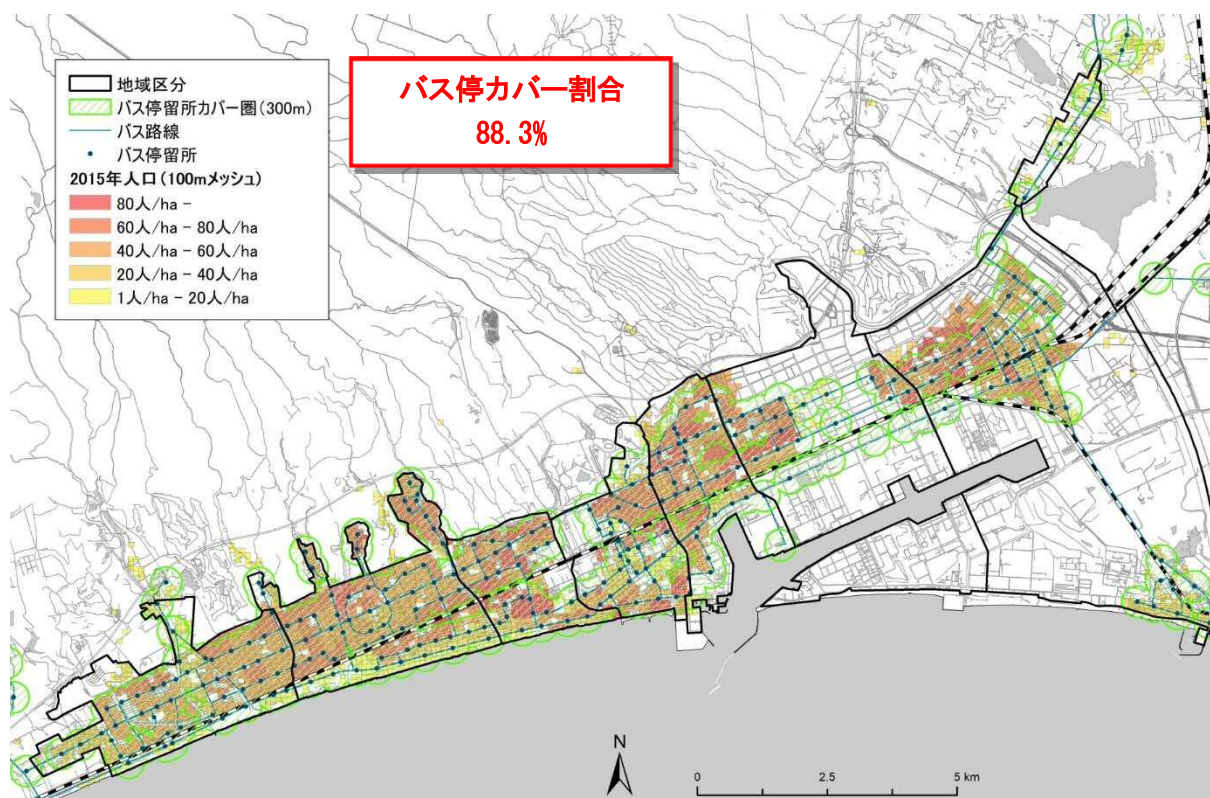 地域区分
バス停留所カバー圏(300m)
バス路線
バス停留所
2015年人口(100mメッシュ)
80人/ha -
60人/ha - 80人/ha
40人/ha - 60人/ha
20人/ha - 40人/ha
1人/ha - 20人/ha
バス停カバー割合
88.3%
N
0 2.5 5 km